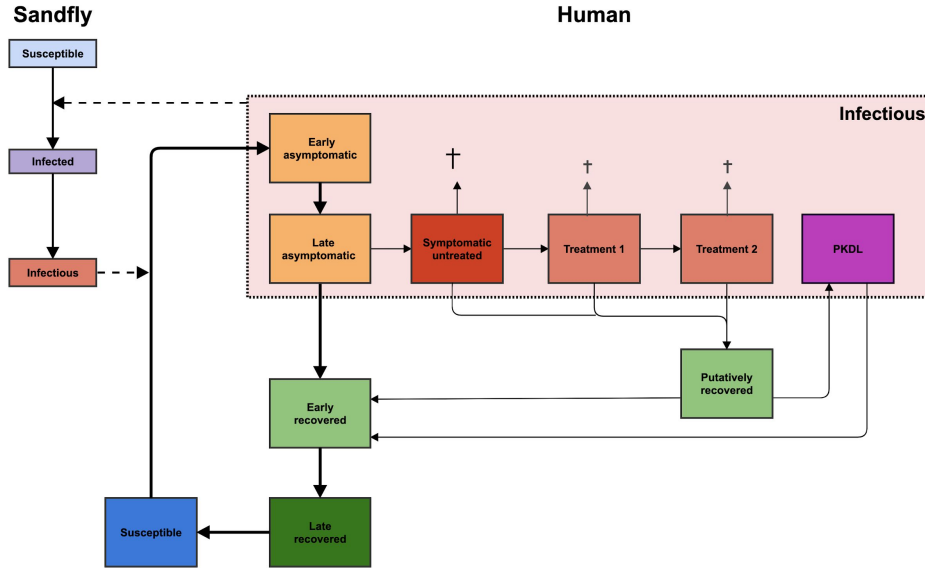 Sandfly
Human
Susceptible
Infectious
Early
asymptomatic
Infected
Late
asymptomatic
Symptomatic
untreated
Treatment 1
Treatment 2
PKDL
Infectious
Putatively
recovered
Early
recovered
Susceptible
Late
recovered